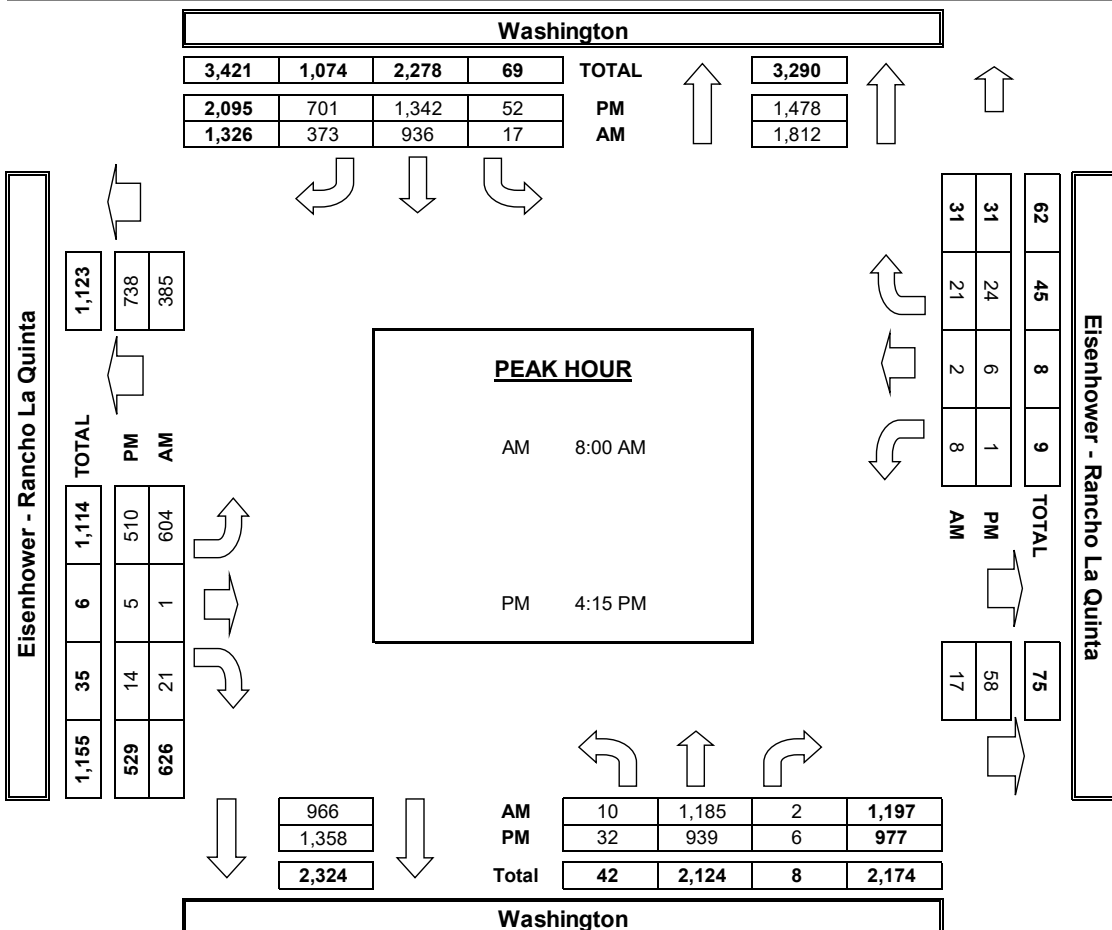 Washington
3,421 1,074 2,278 69 TOTAL 3,290
2,095 701 1,342 52 PM 1,478
1,326 373 936 17 AM 1,812
Eisenhower - Rancho La Quinta
1,123
738
385
TOTAL
PM
AM
1,114 6 35 1,155
510 5 14 529
604 1 21 626
PEAK HOUR
AM 8:00 AM
PM 4:15 PM
62 45 8 9 TOTAL 75
31 24 6 1 PM 58
31 21 2 8 AM 17
Eisenhower - Rancho La Quinta
966 AM 10 1,185 2 1,197
1,358 PM 32 939 6 977
2,324 Total 42 2,124 8 2,174
Washington